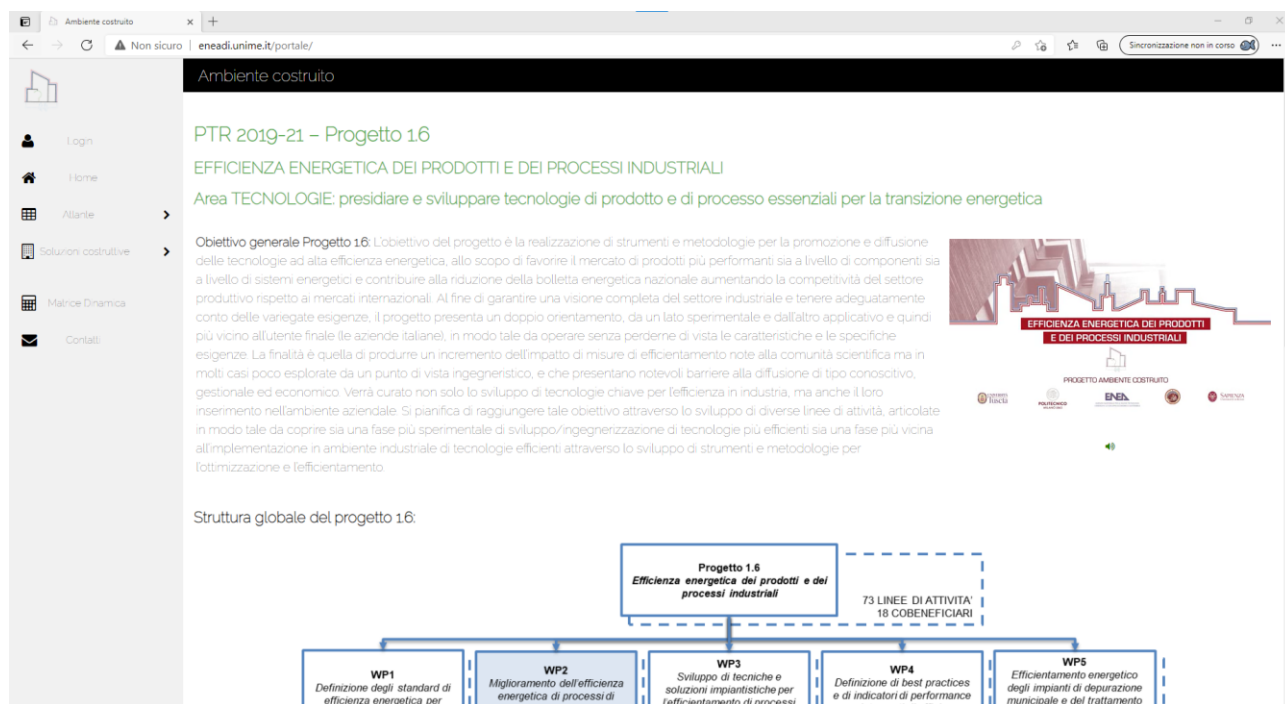 Ambiente costruito
Non sicuro | eneadi.unime.it/portale/
Sincronizzazione non in corso
Ambiente costruito
Login
Home
Atlante
Soluzioni costruttive
Matrice Dinamica
Contatti
PTR 2019-21 – Progetto 1.6
EFFICIENZA ENERGETICA DEI PRODOTTI E DEI PROCESSI INDUSTRIALI
Area TECNOLOGIE: presidiare e sviluppare tecnologie di prodotto e di processo essenziali per la transizione energetica
Obiettivo generale Progetto 1.6: L'obiettivo del progetto è la realizzazione di strumenti e metodologie per la promozione e diffusione
delle tecnologie ad alta efficienza energetica, allo scopo di favorire il mercato di prodotti più performanti sia a livello di componenti sia
a livello di sistemi energetici e contribuire alla riduzione della bolletta energetica nazionale aumentando la competitività del settore
produttivo rispetto ai mercati internazionali. Al fine di garantire una visione completa del settore industriale e tenere adeguatamente
conto delle variegate esigenze, il progetto presenta un doppio orientamento, da un lato sperimentale e dall'altro applicativo e quindi
più vicino all'utente finale (le aziende italiane), in modo tale da operare senza perderne di vista le caratteristiche e le specifiche
esigenze. La finalità è quella di produrre un incremento dell'impatto di misure di efficientamento note alla comunità scientifica ma in
molti casi poco esplorate da un punto di vista ingegneristico, e che presentano notevoli barriere alla diffusione di tipo conoscitivo,
gestionale ed economico. Verrà curato non solo lo sviluppo di tecnologie chiave per l'efficienza in industria, ma anche il loro
inserimento nell'ambiente aziendale. Si pianifica di raggiungere tale obiettivo attraverso lo sviluppo di diverse linee di attività, articolate
in modo tale da coprire sia una fase più sperimentale di sviluppo/ingegnerizzazione di tecnologie più efficienti sia una fase più vicina
all'implementazione in ambiente industriale di tecnologie efficienti attraverso lo sviluppo di strumenti e metodologie per
l'ottimizzazione e l'efficientamento
EFFICIENZA ENERGETICA DEI PRODOTTI
E DEI PROCESSI INDUSTRIALI
PROGETTO AMBIENTE COSTRUITO
Tuscia
POLITECNICO
ENEA
SAPIENZA
Struttura globale del progetto 1.6:
Progetto 1.6
Efficienza energetica dei prodotti e dei
processi industriali
73 LINEE DI ATTIVITA'
18 COBENEFICIARI
WP1
Definizione degli standard di
efficienza energetica per
WP2
Miglioramento dell'efficienza
energetica di processi di
WP3
Sviluppo di tecniche e
soluzioni impiantistiche per
l'efficientamento di processi
WP4
Definizione di best practices
e di indicatori di performance
WP5
Efficientamento energetico
degli impianti di depurazione
municipale e del trattamento